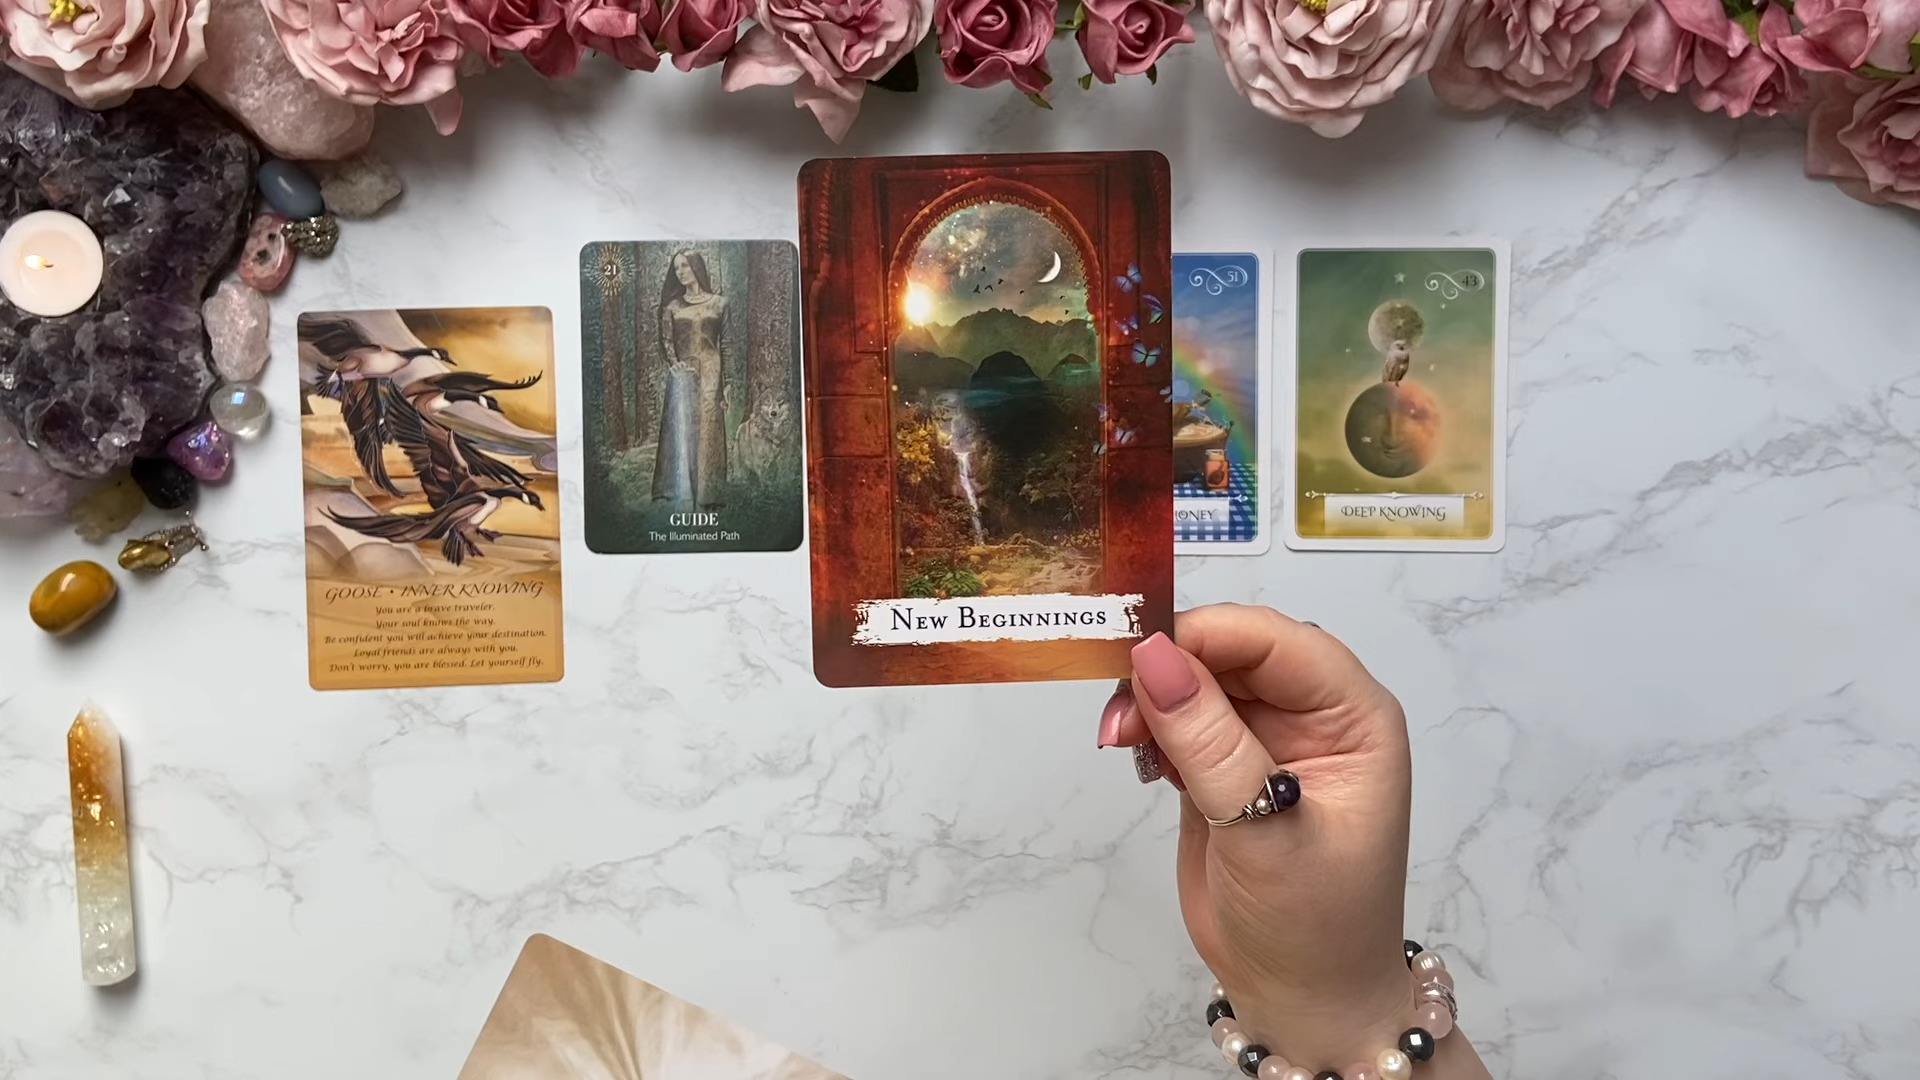 GOOSE • INNER KNOWING
You are a brave traveler.
Your soul knows the way.
Be confident you will achieve your destination.
Loyal friends are always with you.
Don't worry, you are blessed. Let yourself fly.
21
GUIDE
The Illuminated Path
NEW BEGINNINGS
51
43
DEEP KNOWING